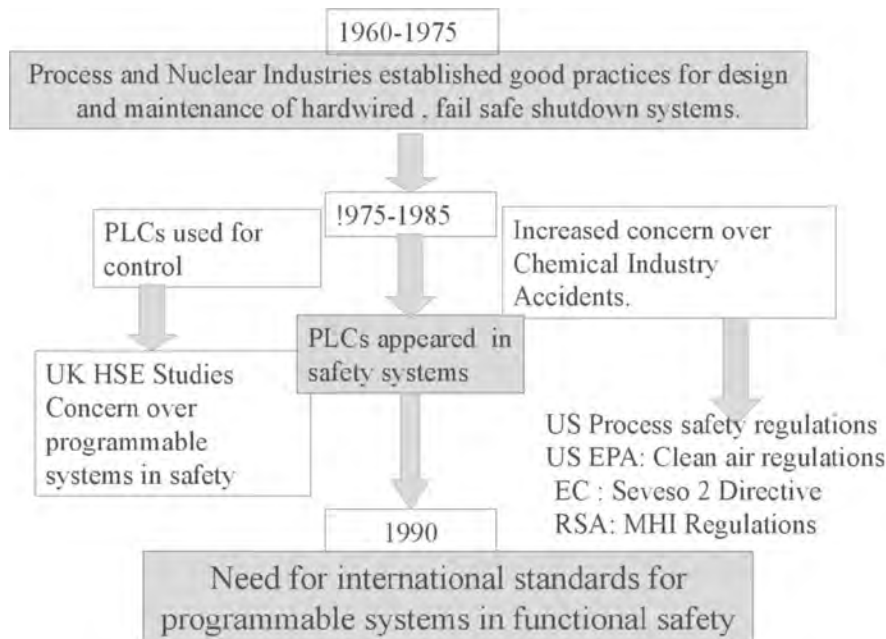 1960-1975
Process and Nuclear Industries established good practices for design
and maintenance of hardwired , fail safe shutdown systems.
!975-1985
PLCs used for
control
Increased concern over
Chemical Industry
Accidents.
PLCs appeared in
safety systems
UK HSE Studies
Concern over
programmable
systems in safety
US Process safety regulations
US EPA: Clean air regulations
EC : Seveso 2 Directive
RSA: MHI Regulations
1990
Need for international standards for
programmable systems in functional safety